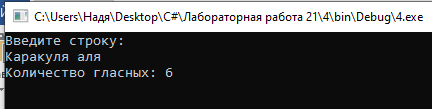 C:\Users\Надя\Desktop\C#\Лабораторная работа 21\4\bin\Debug\4.exe
Введите строку:
Каракуля аля
Количество гласных: 6